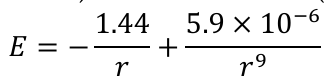 E = − 1.44/r + 5.9 × 10⁻⁶/r⁹